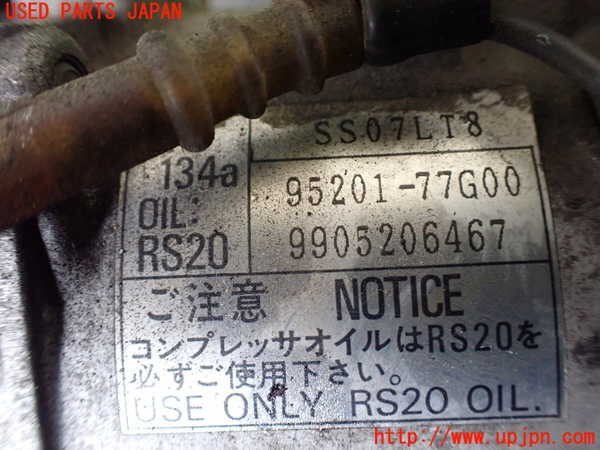 USED PARTS JAPAN
SS07LT8
134a
95201-77G00
OIL:
RS20
9905206467
ご注意 NOTICE
コンプレッサオイルはRS20を
必ずご使用下さい。
USE ONLY RS20 OIL.
http://www.upjpn.com